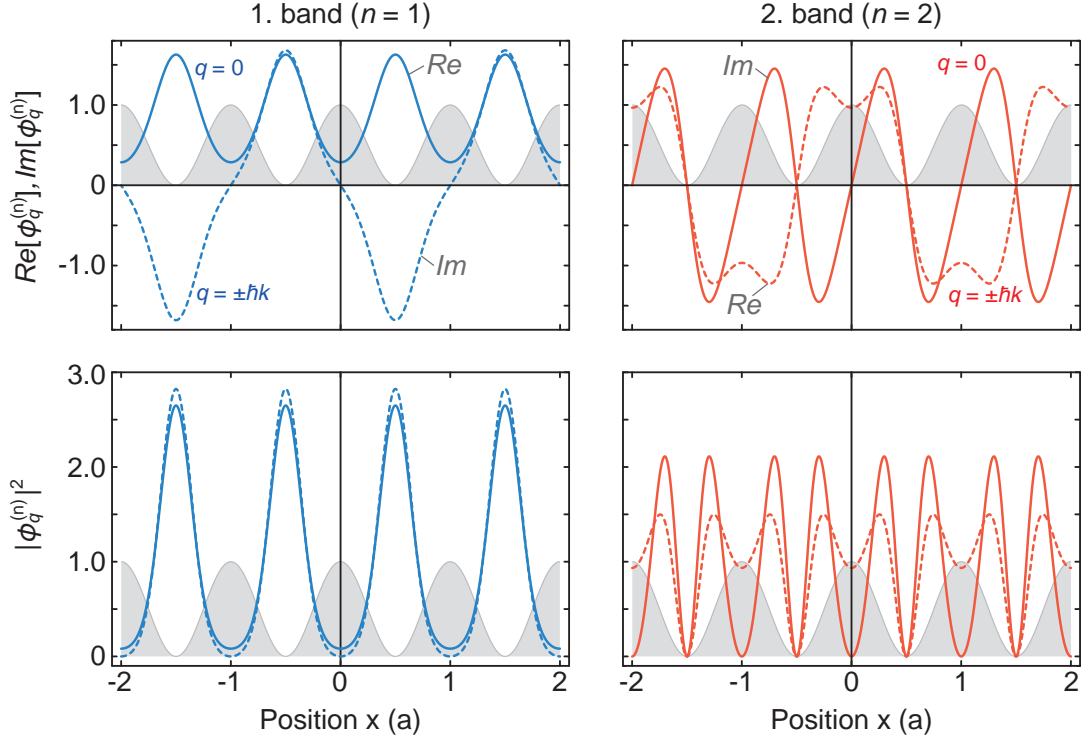 1. band (n = 1)
2. band (n = 2)
Re[ϕq(n)], Im[ϕq(n)]
1.0
0
-1.0
q = 0
Re
q = ±ħk
Im
Im
q = 0
Re
q = ±ħk
|ϕq(n)|2
3.0
2.0
1.0
0
-2
-1
0
1
2
-2
-1
0
1
2
Position x (a)
Position x (a)